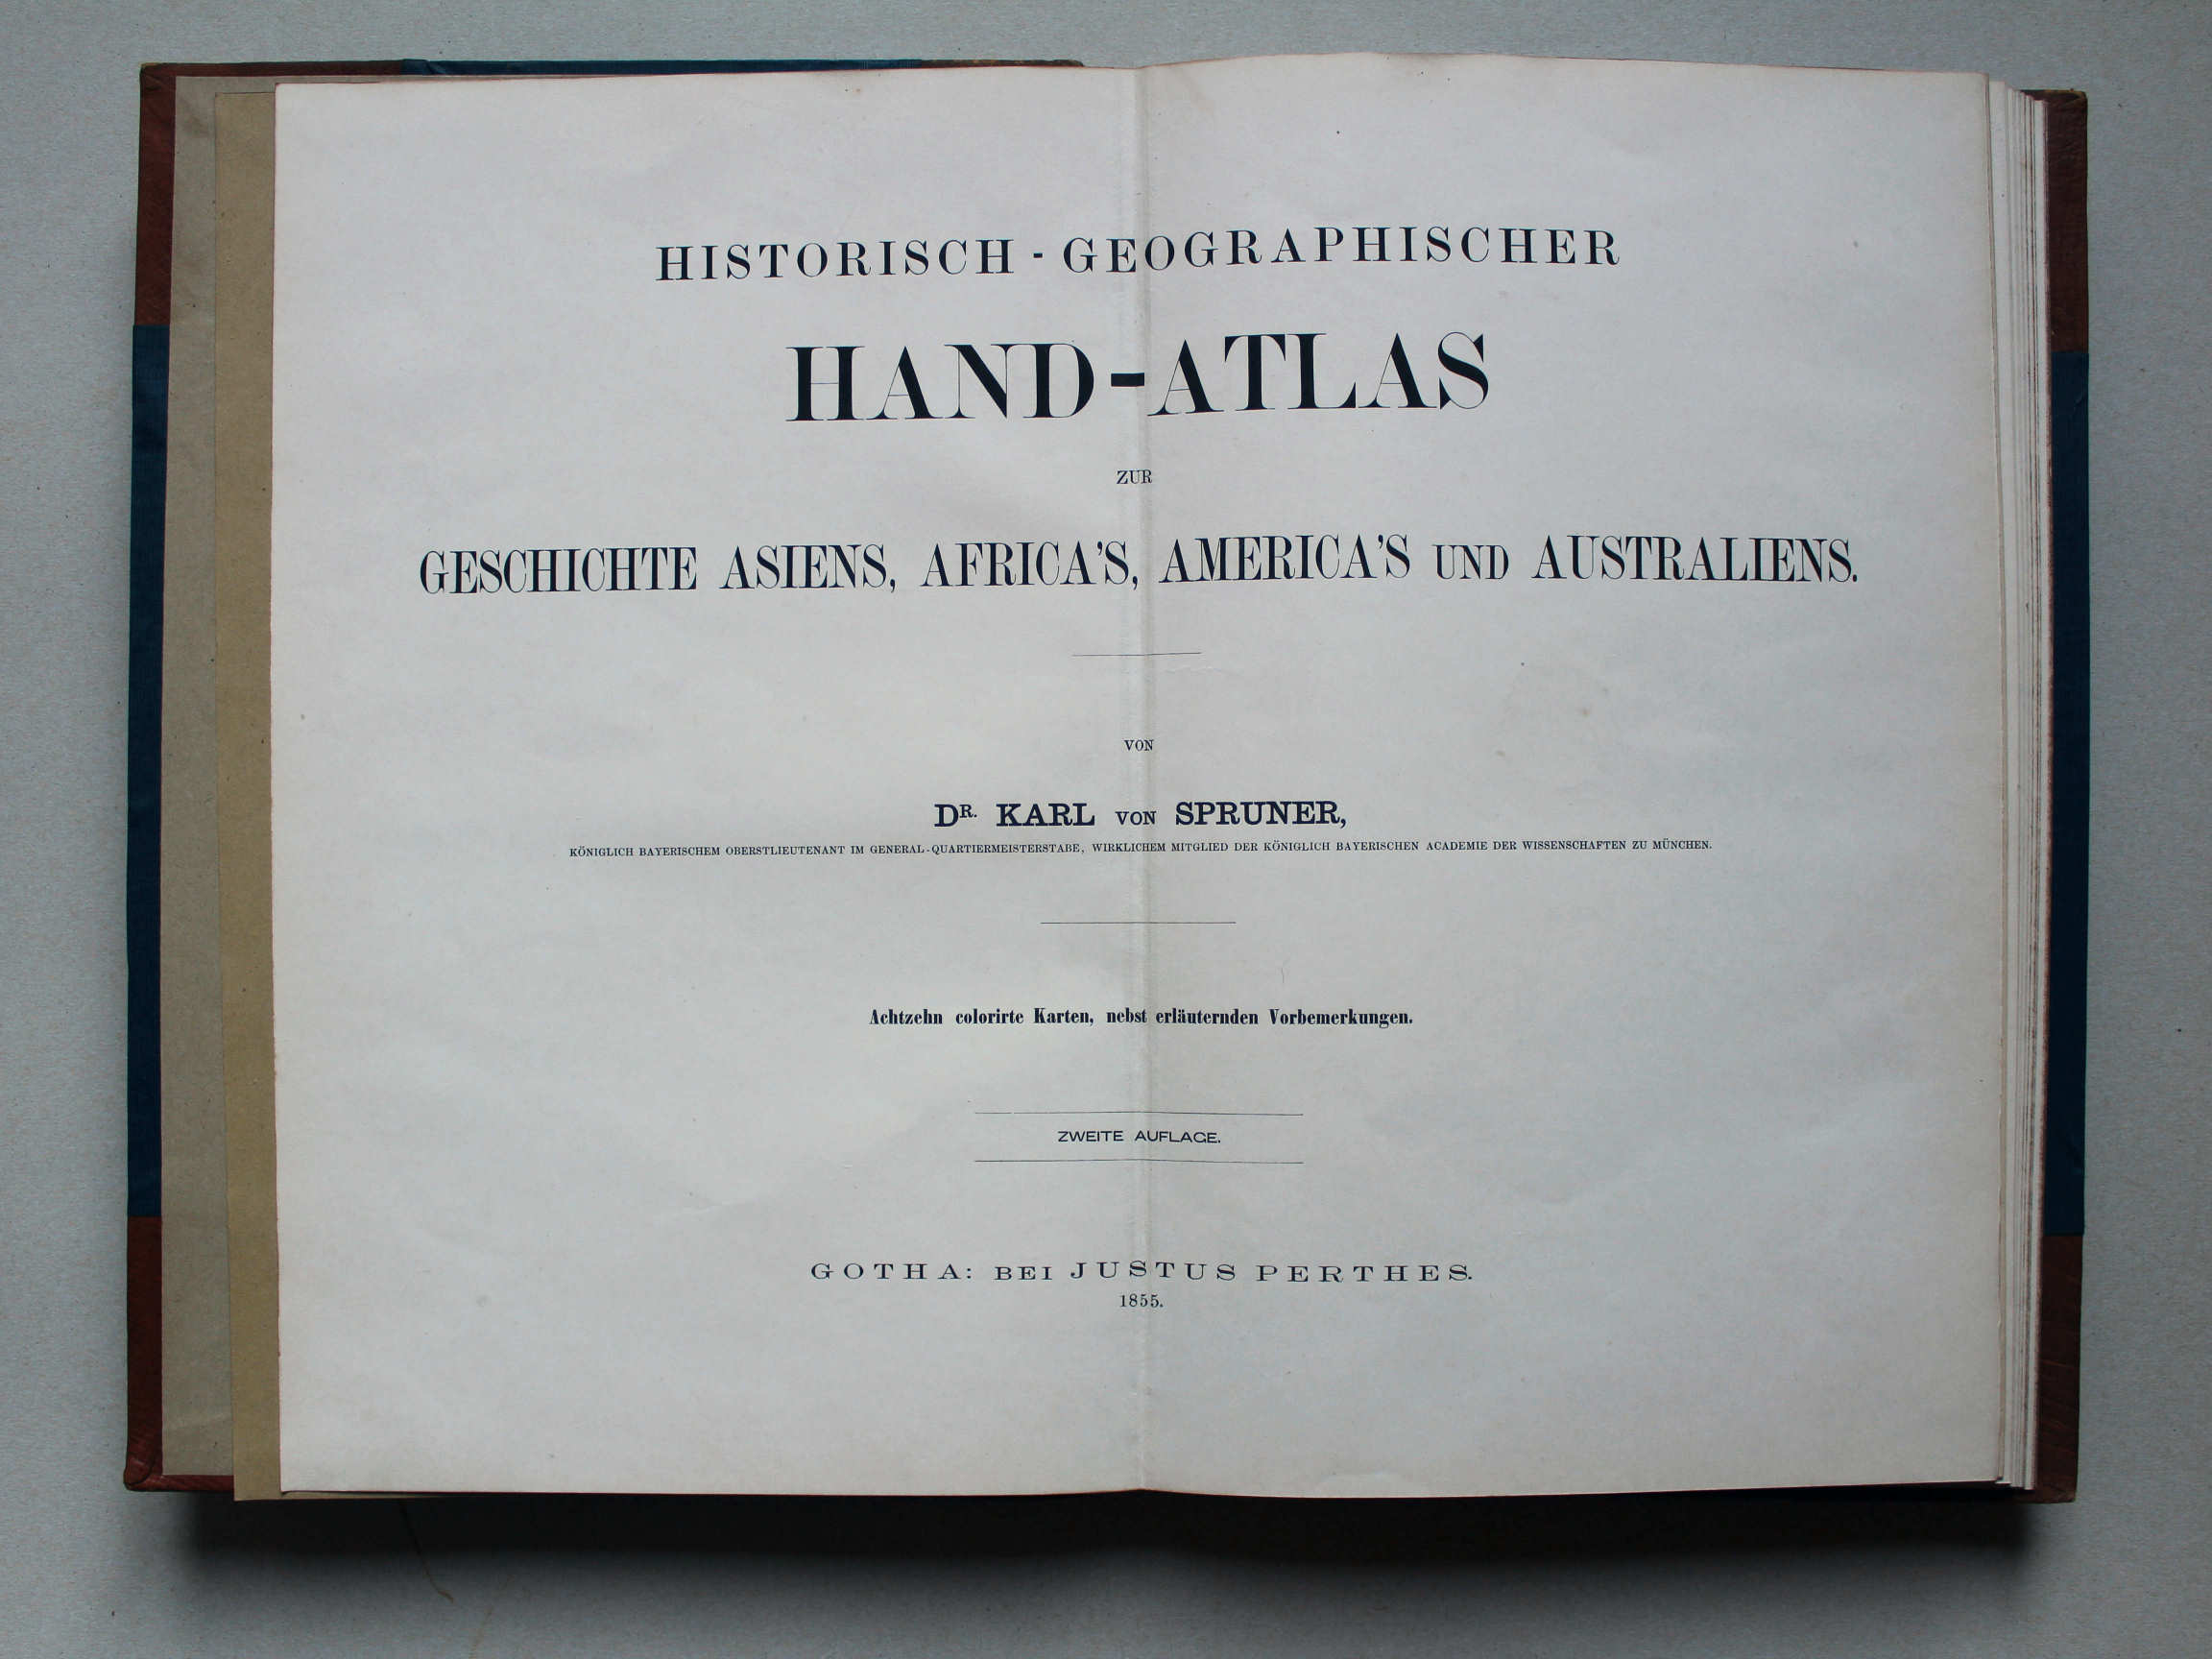 HISTORISCH - GEOGRAPHISCHER
HAND-ATLAS
ZUR
GESCHICHTE ASIENS, AFRICA'S, AMERICA'S UND AUSTRALIENS.
VON
DR. KARL VON SPRUNER,
KÖNIGLICH BAYERISCHEM OBERSTLIEUTENANT IM GENERAL-QUARTIERMEISTERSTABE, WIRKLICHEM MITGLIED DER KÖNIGLICH BAYERISCHEN ACADEMIE DER WISSENSCHAFTEN ZU MÜNCHEN.
Achtzehn colorirte Karten, nebst erläuternden Vorbemerkungen.
ZWEITE AUFLAGE.
GOTHA: BEI JUSTUS PERTHES.
1855.